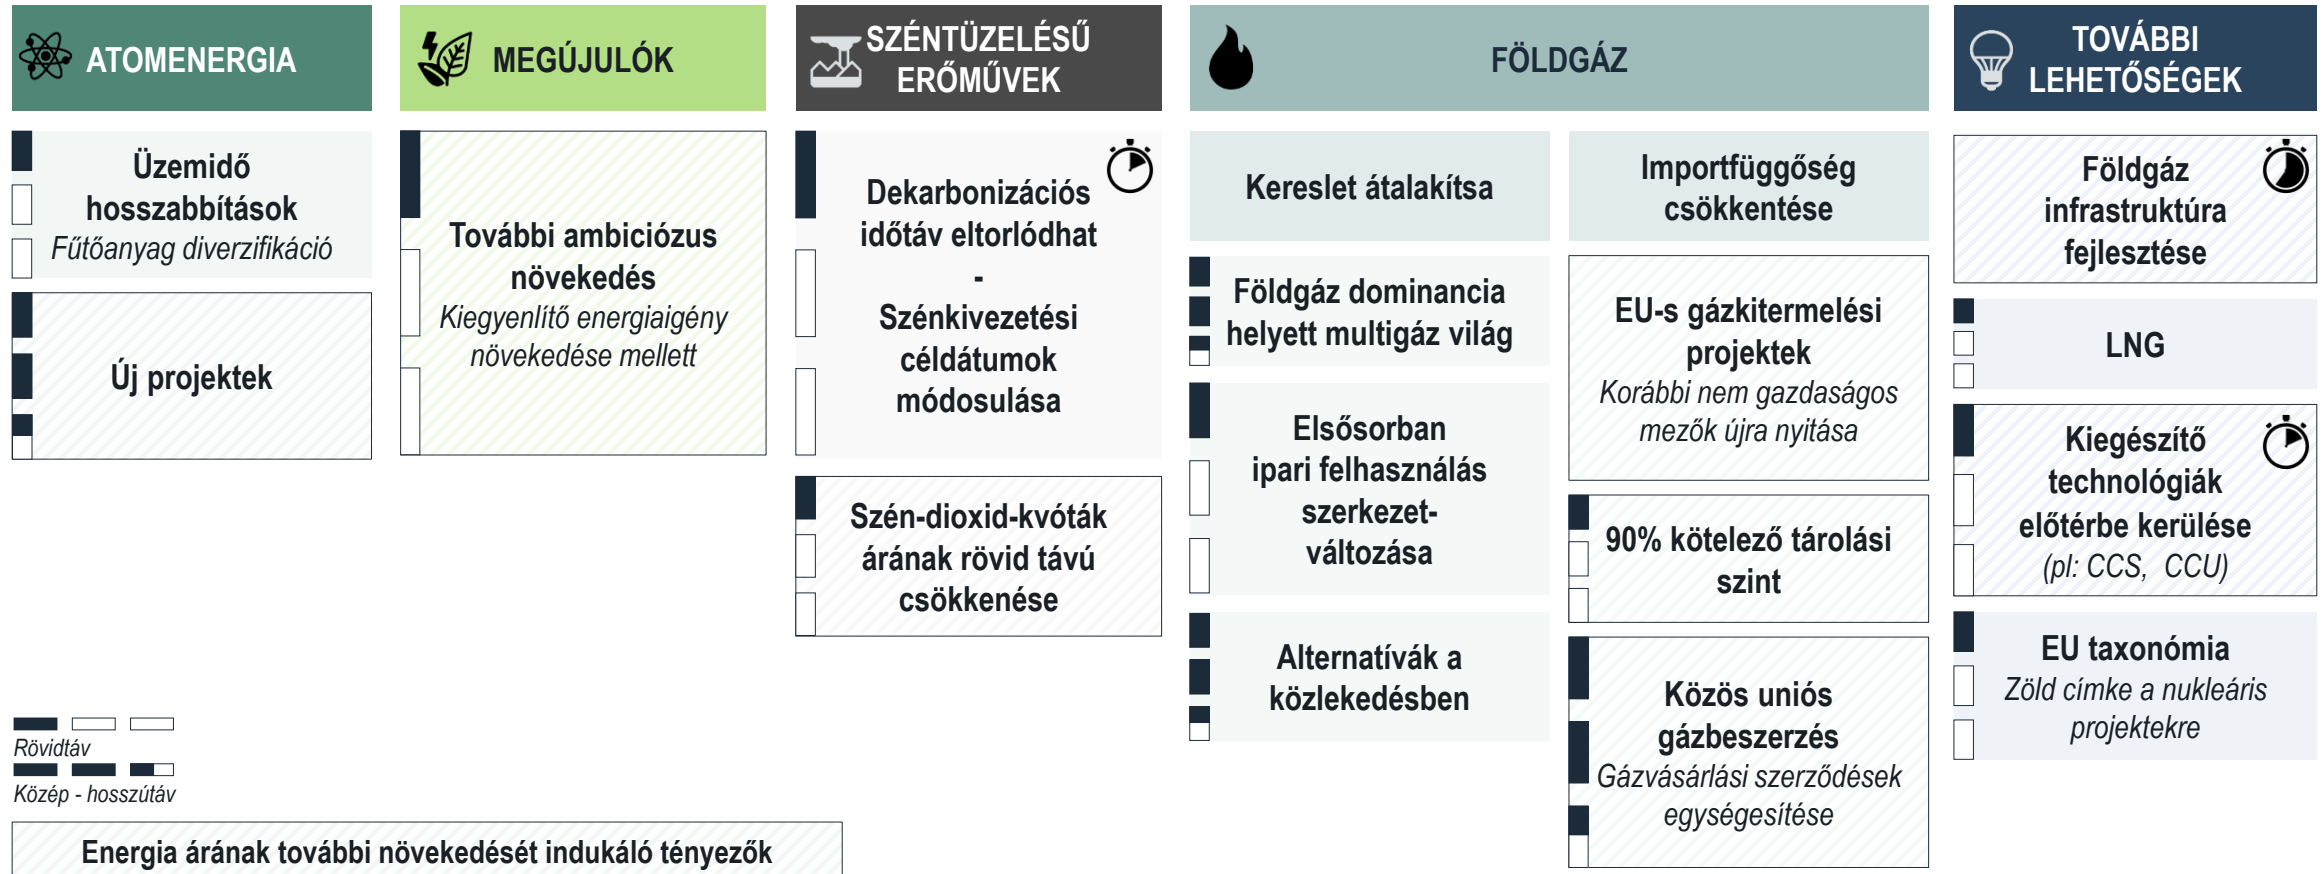 ATOMENERGIA
Üzemidő
hosszabbítások
Fűtőanyag diverzifikáció
Új projektek
MEGÚJULÓK
További ambiciózus
növekedés
Kiegyenlítő energiaigény
növekedése mellett
SZÉNTÜZELÉSŰ
ERŐMŰVEK
Dekarbonizációs
időtáv eltorlódhat
-
Szénkivezetési
céldátumok
módosulása
Szén-dioxid-kvóták
árának rövid távú
csökkenése
FÖLDGÁZ
Kereslet átalakítsa
Földgáz dominancia
helyett multigáz világ
Elsősorban
ipari felhasználás
szerkezet-
változása
Alternatívák a
közlekedésben
Importfüggőség
csökkentése
EU-s gázkitermelési
projektek
Korábbi nem gazdaságos
mezők újra nyitása
90% kötelező tárolási
szint
Közös uniós
gázbeszerzés
Gázvásárlási szerződések
egységesítése
TOVÁBBI
LEHETŐSÉGEK
Földgáz
infrastruktúra
fejlesztése
LNG
Kiegészítő
technológiák
előtérbe kerülése
(pl: CCS, CCU)
EU taxonómia
Zöld címke a nukleáris
projektekre
Rövidtáv
Közép - hosszútáv
Energia árának további növekedését indukáló tényezők